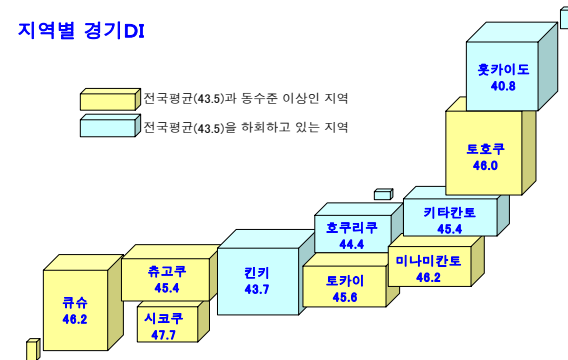 지역별 경기DI
전국평균(43.5)과 동수준 이상인 지역
전국평균(43.5)을 하회하고 있는 지역
홋카이도
40.8
토호쿠
46.0
키타칸토
45.4
호쿠리쿠
44.4
미나미칸토
46.2
킨키
43.7
토카이
45.6
츄고쿠
45.4
큐슈
46.2
시코쿠
47.7